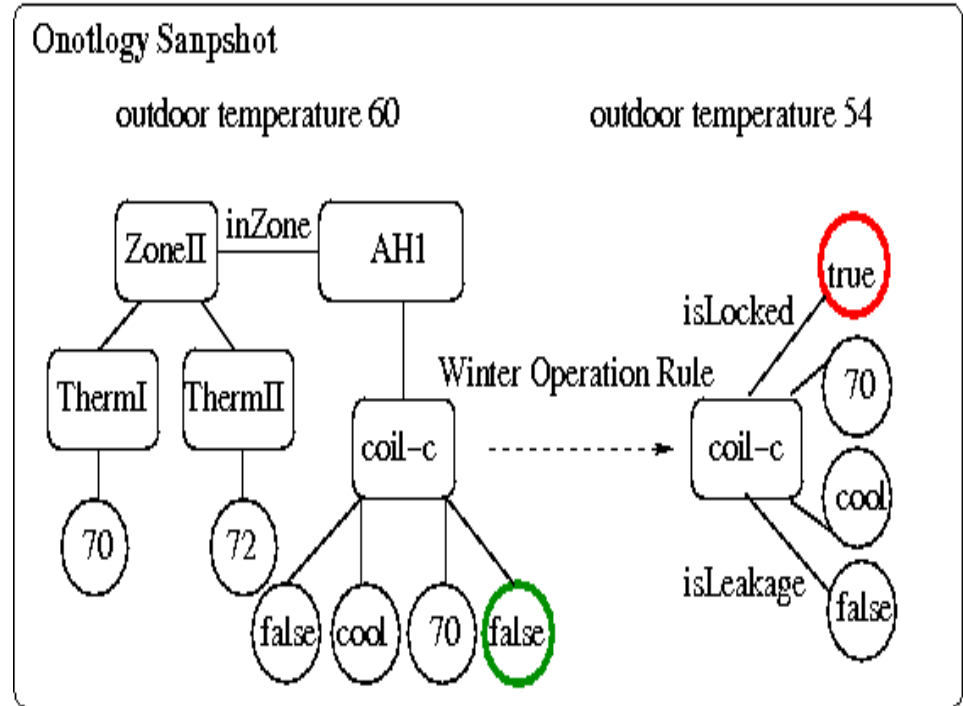 Onotlogy Sanpshot
outdoor temperature 60
outdoor temperature 54
ZoneII
inZone
AH1
true
isLocked
ThermI
ThermII
Winter Operation Rule
70
coil-c
coil-c
cool
70
72
isLeakage
false
false
cool
70
false